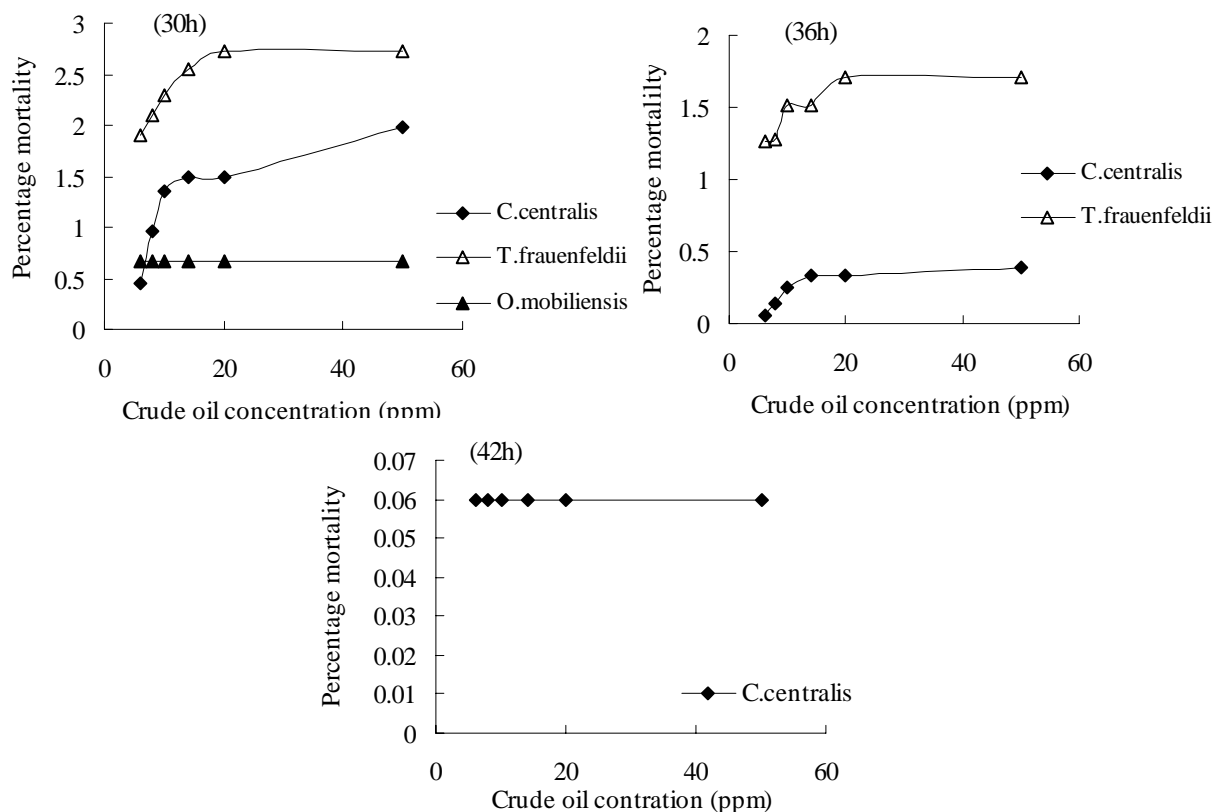 (30h)
Percentage mortality
3
2.5
2
1.5
1
0.5
0
0 20 40 60
Crude oil concentration (ppm)
C.centralis
T.frauenfeldii
O.mobiliensis
(36h)
Percentage mortalilty
2
1.5
1
0.5
0
0 20 40 60
Crude oil concentration (ppm)
C.centralis
T.frauenfeldii
(42h)
Percentage mortality
0.07
0.06
0.05
0.04
0.03
0.02
0.01
0
0 20 40 60
Crude oil contration (ppm)
C.centralis